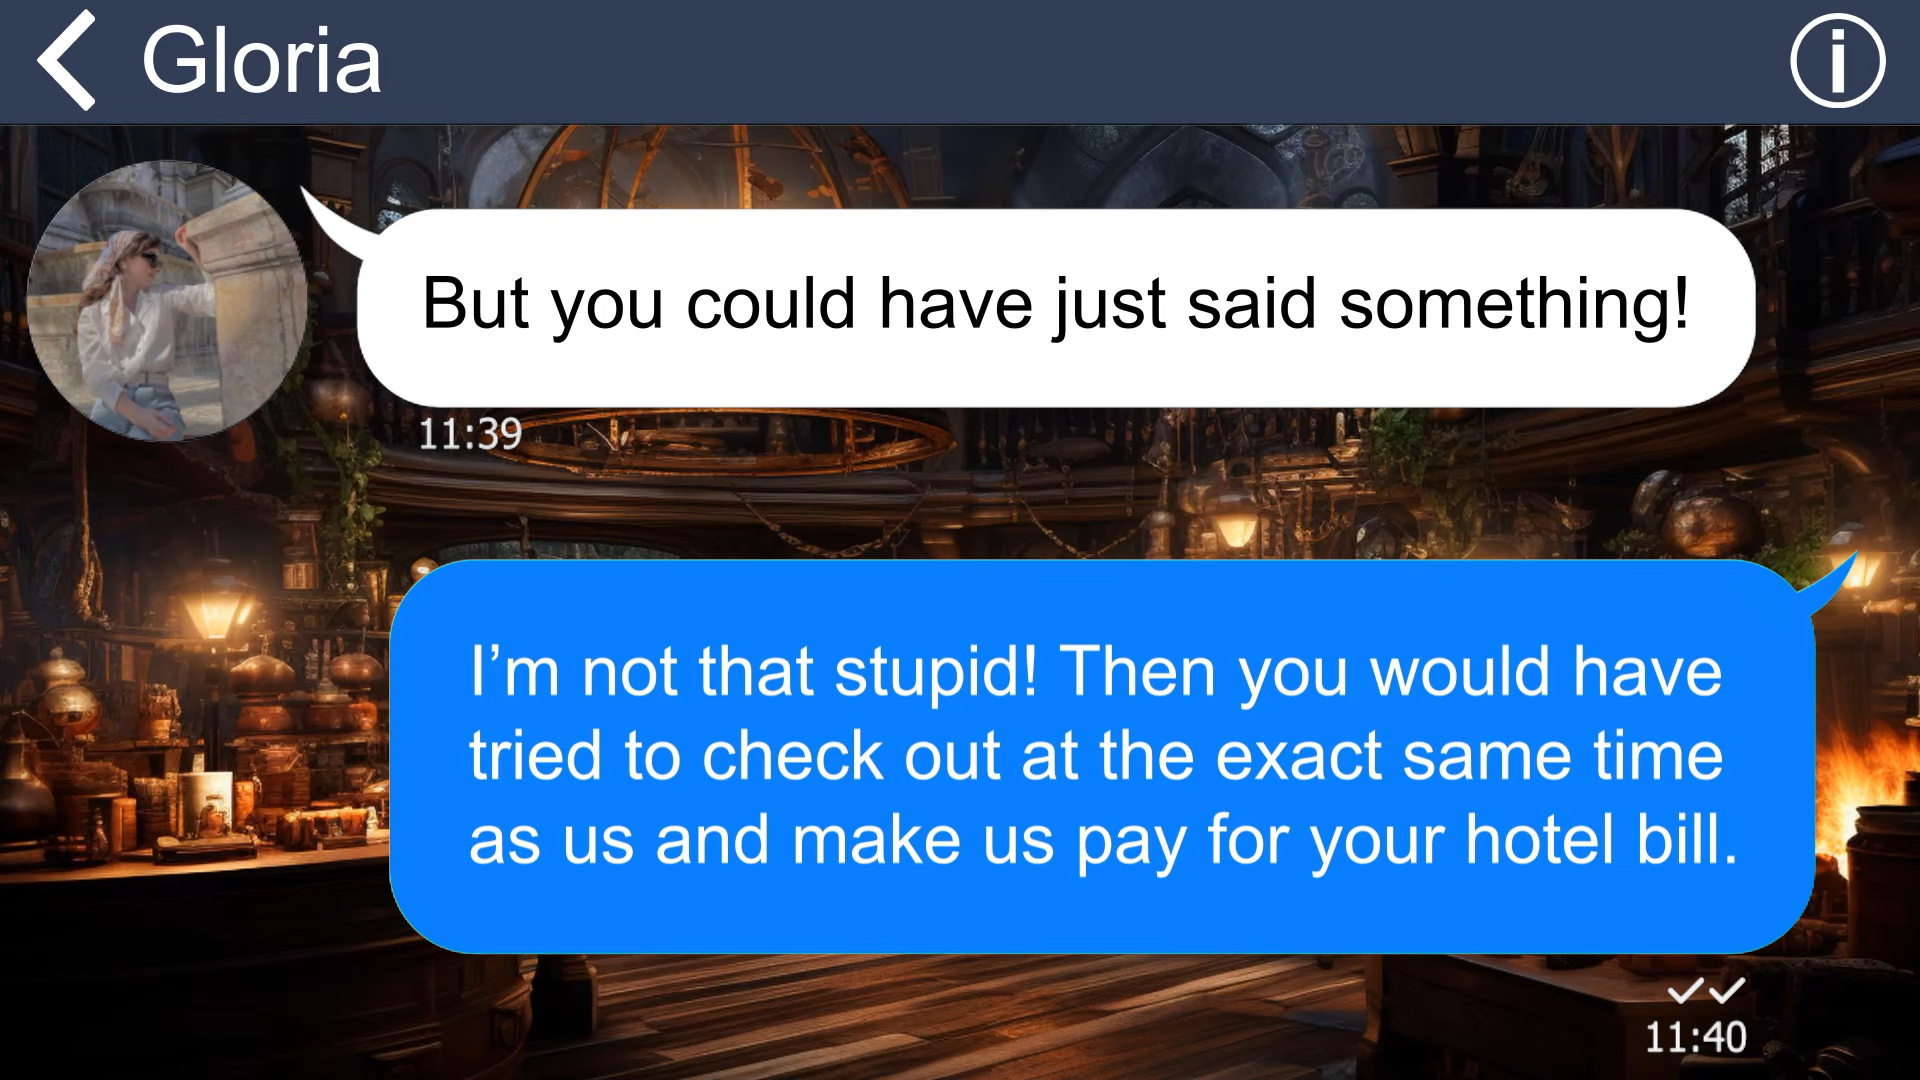 Gloria
But you could have just said something!
11:39
I’m not that stupid! Then you would have
tried to check out at the exact same time
as us and make us pay for your hotel bill.
11:40